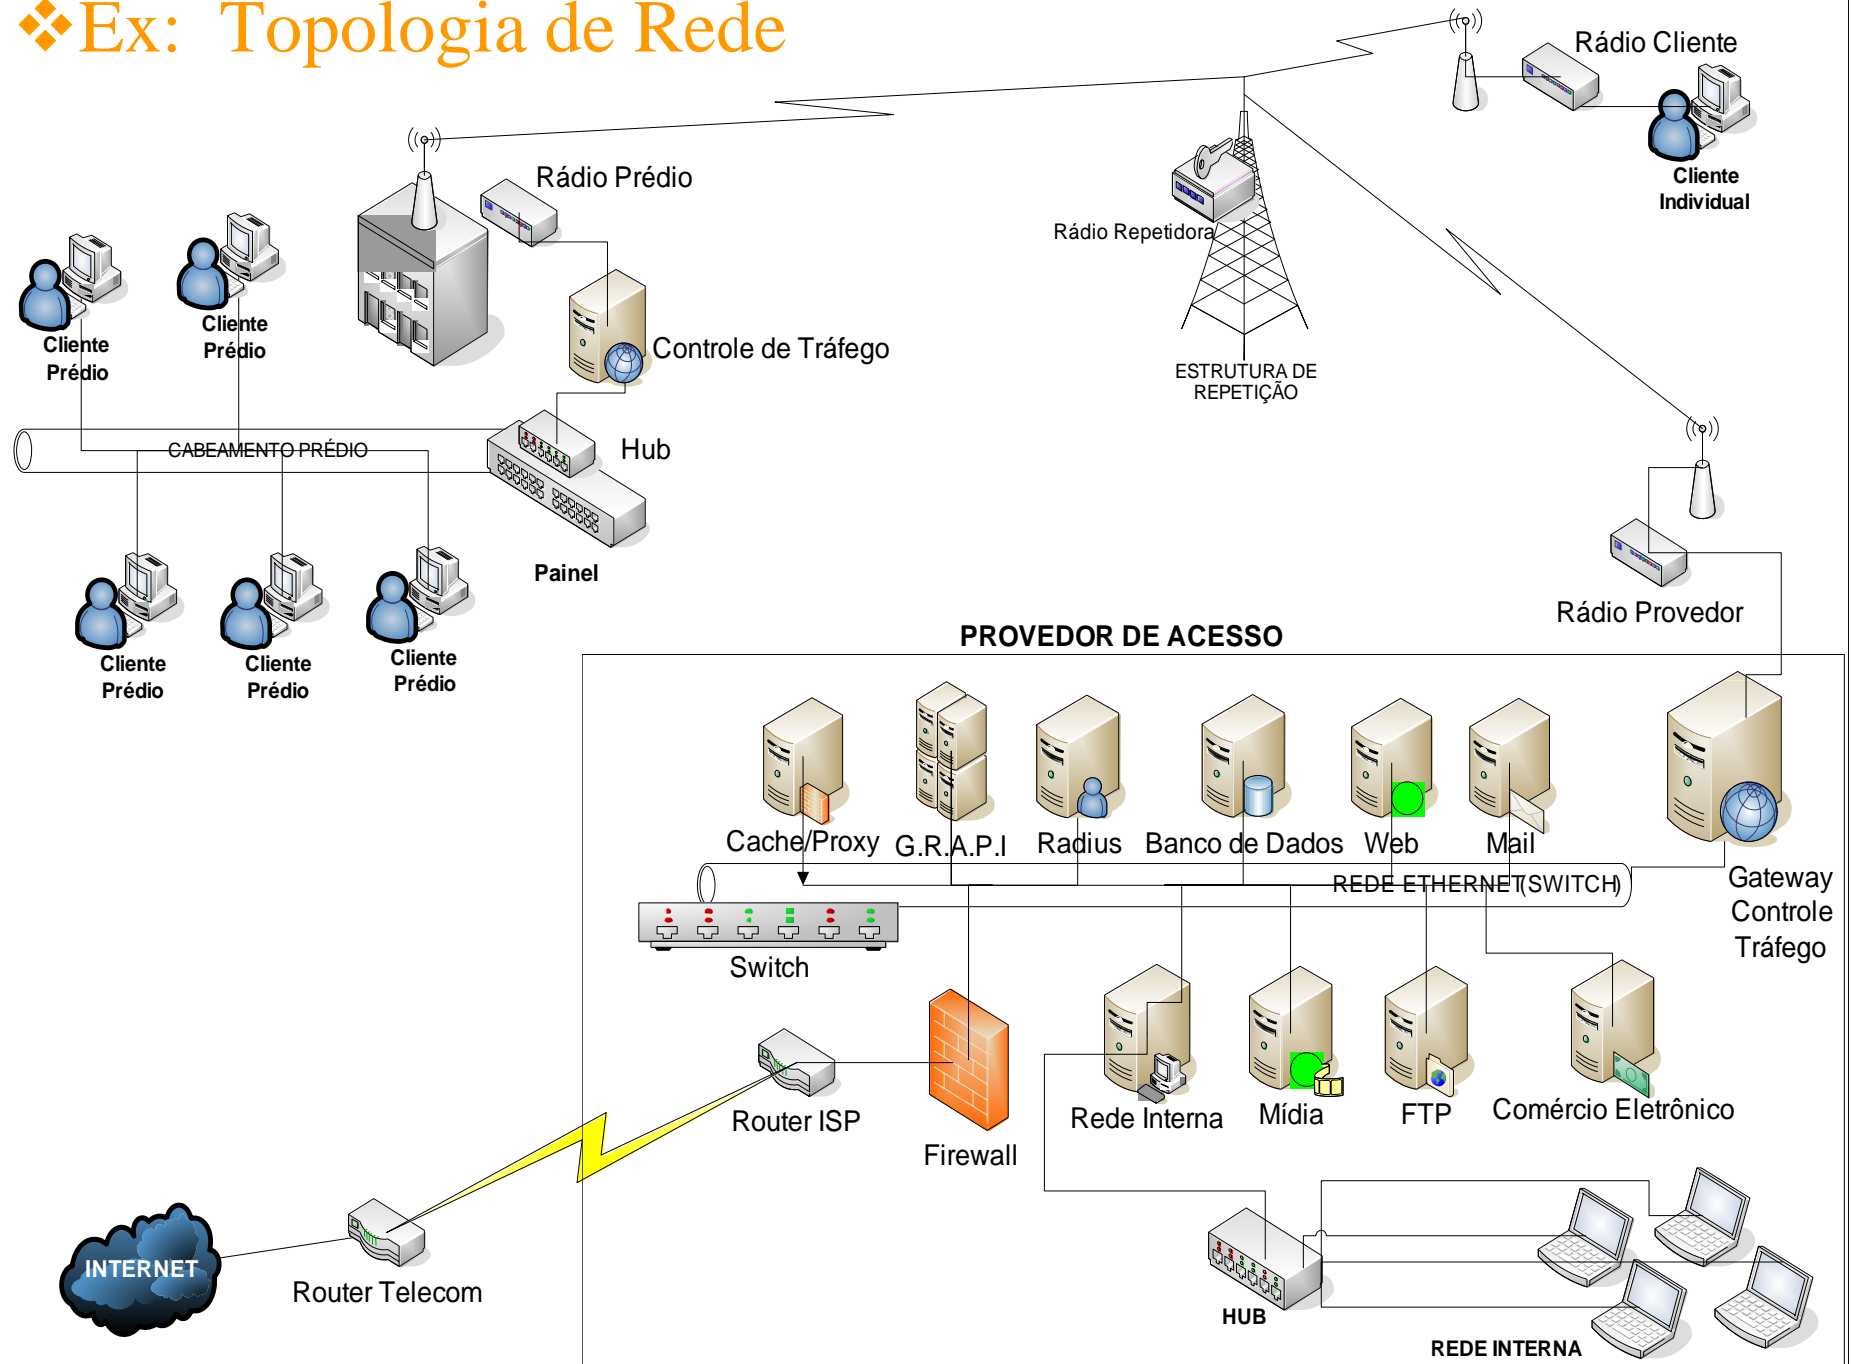 ❖Ex: Topologia de Rede
Rádio Cliente
Cliente
Individual
Rádio Prédio
Rádio Repetidora
Cliente
Prédio
Cliente
Prédio
Controle de Tráfego
ESTRUTURA DE
REPETIÇÃO
CABEAMENTO PRÉDIO
Hub
Painel
Rádio Provedor
Cliente
Prédio
Cliente
Prédio
Cliente
Prédio
PROVEDOR DE ACESSO
Cache/Proxy
G.R.A.P.I
Radius
Banco de Dados
Web
Mail
Gateway
Controle
Tráfego
REDE ETHERNET(SWITCH)
Switch
Router ISP
Firewall
Rede Interna
Mídia
FTP
Comércio Eletrônico
INTERNET
Router Telecom
HUB
REDE INTERNA